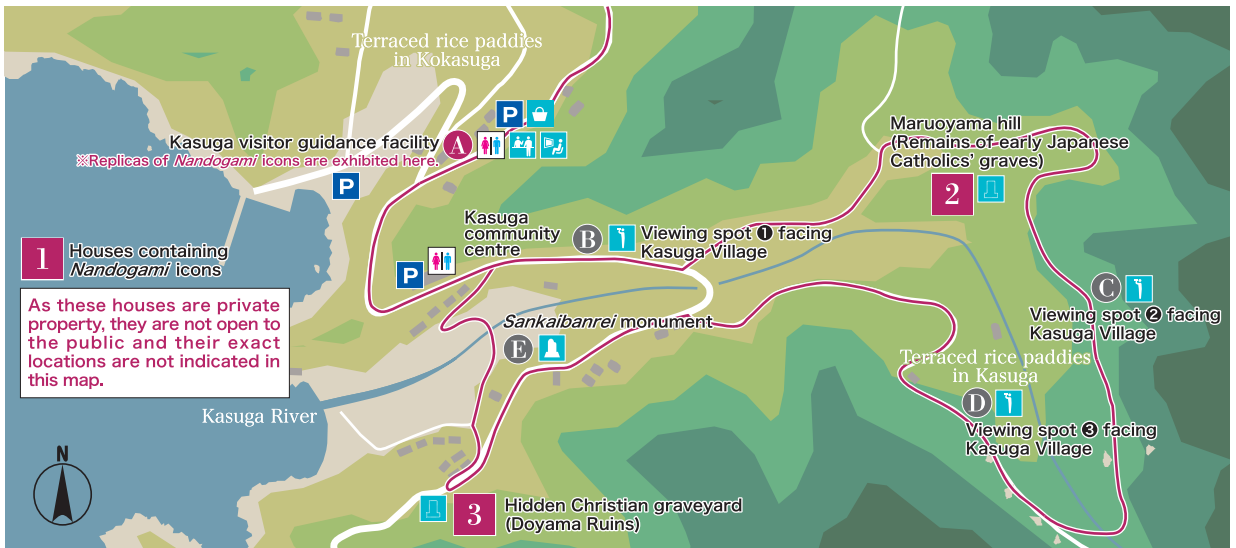 Terraced rice paddies
in Kokasuga
P
Kasuga visitor guidance facility A
※Replicas of Nandogami icons are exhibited here.
P
Maruoyama hill
(Remains of early Japanese
Catholics' graves)
2
Kasuga
community
centre
P
B
Viewing spot ❶ facing
Kasuga Village
1
Houses containing
Nandogami icons
As these houses are private
property, they are not open to
the public and their exact
locations are not indicated in
this map.
C
Viewing spot ❷ facing
Kasuga Village
Sankaibanrei monument
E
Terraced rice paddies
in Kasuga
D
Viewing spot ❸ facing
Kasuga Village
Kasuga River
N
3
Hidden Christian graveyard
(Doyama Ruins)